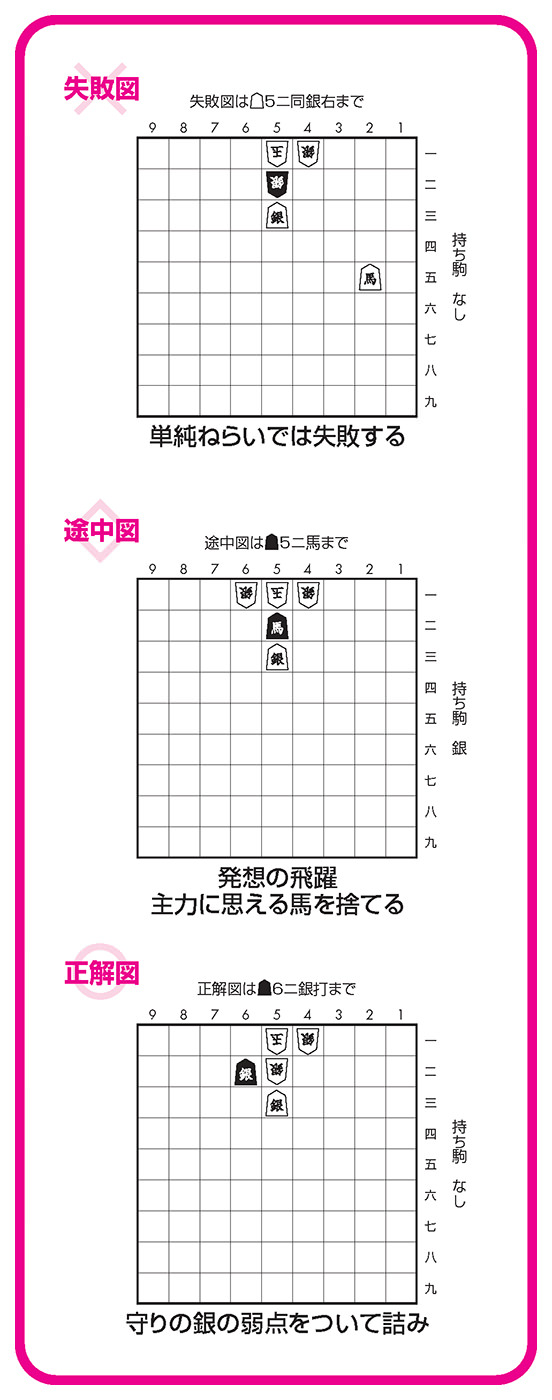 失敗図
失敗図は☖5二同銀右まで
9 8 7 6 5 4 3 2 1
王 銀 一
銀 二
銀 三
四
馬 五
六
七
八
九
持ち駒 なし
単純ねらいでは失敗する
途中図
途中図は☗5二馬まで
9 8 7 6 5 4 3 2 1
銀 王 銀 一
馬 二
銀 三
四
五
六
七
八
九
持ち駒 銀
発想の飛躍
主力に思える馬を捨てる
正解図
正解図は☗6二銀打まで
9 8 7 6 5 4 3 2 1
王 銀 一
銀 銀 二
銀 三
四
五
六
七
八
九
持ち駒 なし
守りの銀の弱点をついて詰み